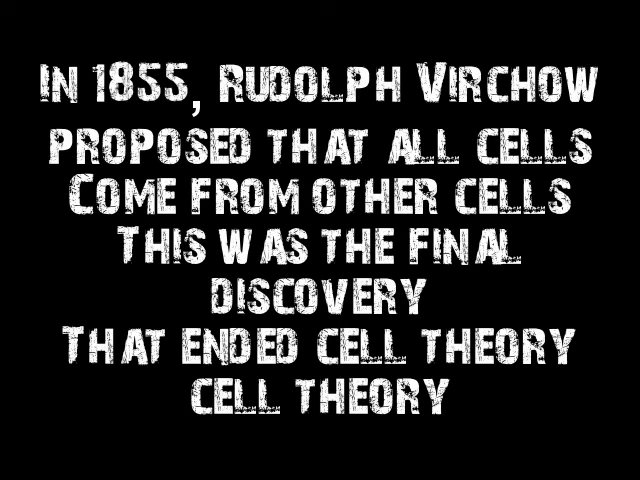 In 1855, Rudolph Virchow
proposed that all cells
Come from other cells
This was the final
discovery
That ended cell theory
cell theory